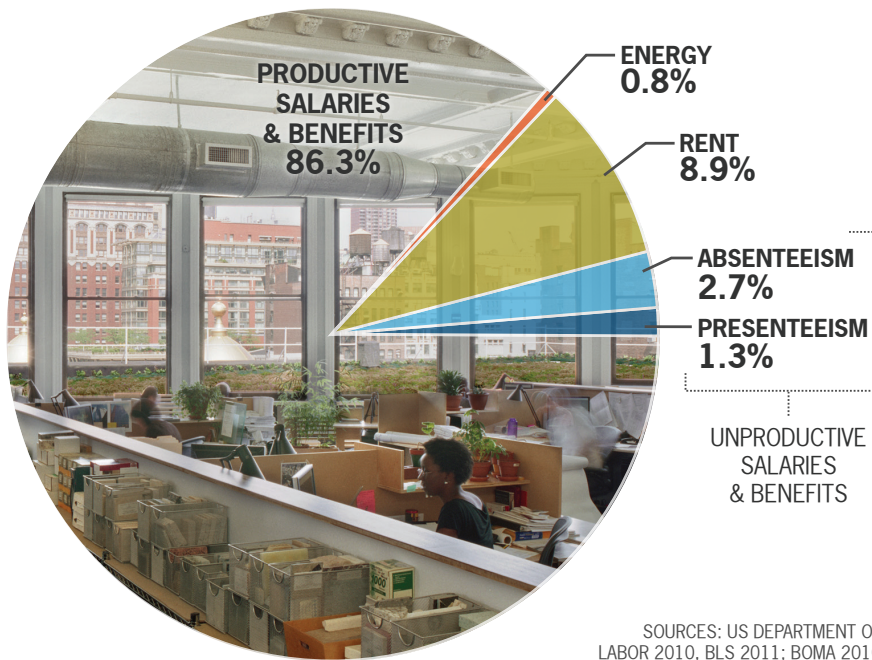 PRODUCTIVE
SALARIES
& BENEFITS
86.3%
ENERGY
0.8%
RENT
8.9%
ABSENTEEISM
2.7%
PRESENTEEISM
1.3%
UNPRODUCTIVE
SALARIES
& BENEFITS
SOURCES: US DEPARTMENT O
LABOR 2010, BLS 2011; BOMA 201